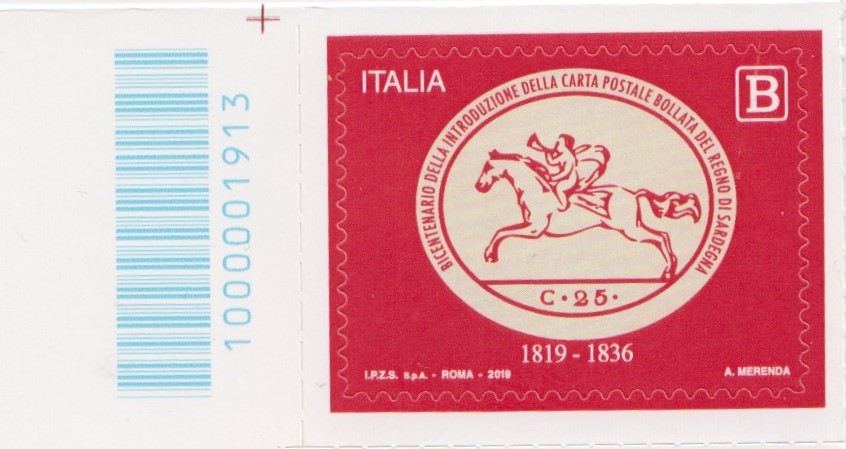 1000001913
ITALIA
B
BICENTENARIO DELLA INTRODUZIONE DELLA CARTA POSTALE BOLLATA DEL REGNO DI SARDEGNA
C · 25 ·
1819 - 1836
I.P.Z.S. S.p.A. - ROMA - 2019
A. MERENDA